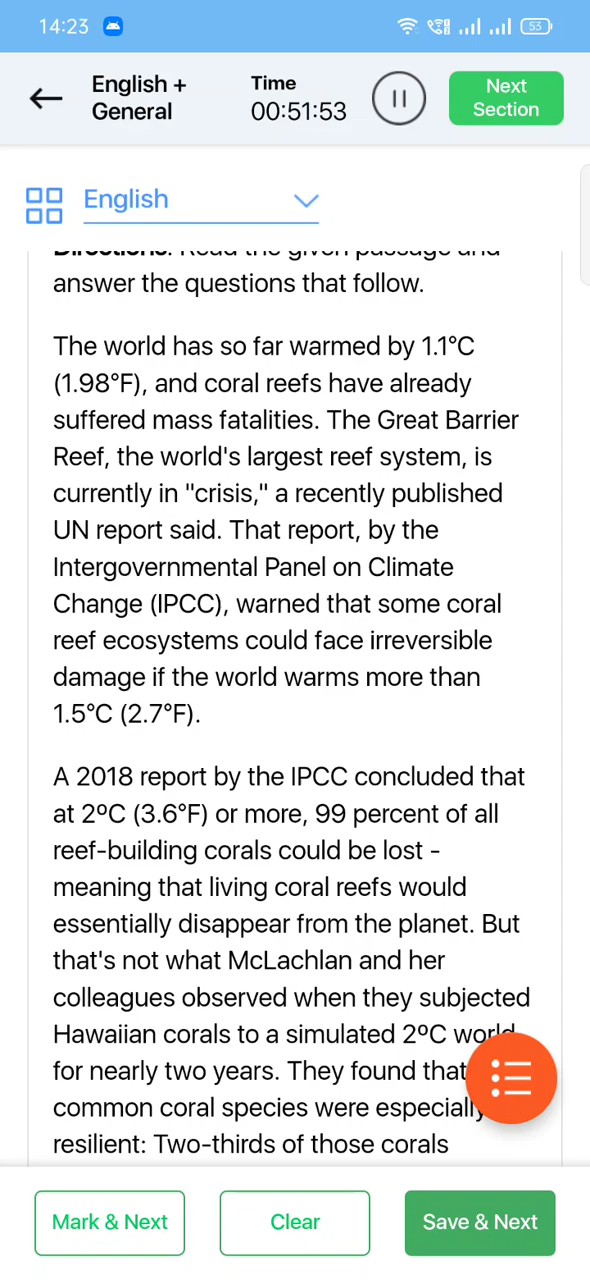 14:23
53
English +
General
Time
00:51:53
Next
Section
English
Directions: Read the given passage and
answer the questions that follow.
The world has so far warmed by 1.1°C
(1.98°F), and coral reefs have already
suffered mass fatalities. The Great Barrier
Reef, the world's largest reef system, is
currently in "crisis," a recently published
UN report said. That report, by the
Intergovernmental Panel on Climate
Change (IPCC), warned that some coral
reef ecosystems could face irreversible
damage if the world warms more than
1.5°C (2.7°F).
A 2018 report by the IPCC concluded that
at 2ºC (3.6°F) or more, 99 percent of all
reef-building corals could be lost -
meaning that living coral reefs would
essentially disappear from the planet. But
that's not what McLachlan and her
colleagues observed when they subjected
Hawaiian corals to a simulated 2ºC world
for nearly two years. They found that
common coral species were especially
resilient: Two-thirds of those corals
Mark & Next
Clear
Save & Next